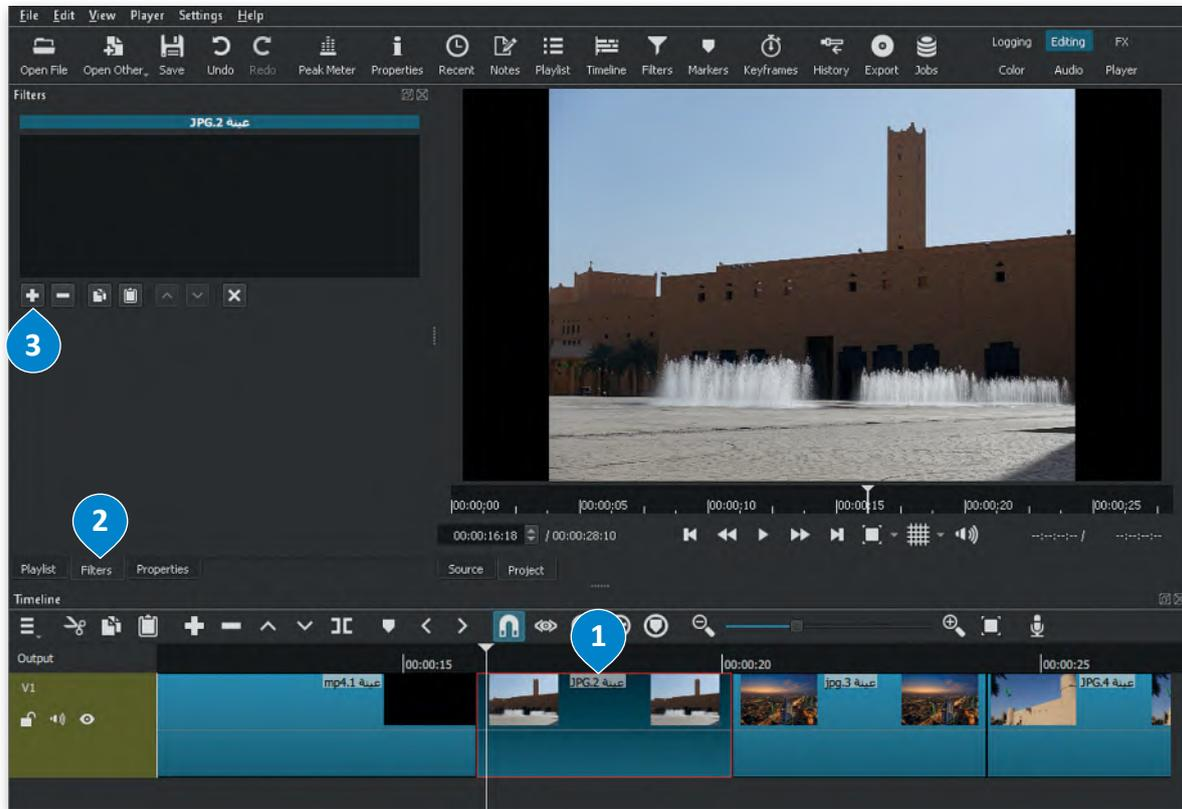 File Edit View Player Settings Help
Open File Open Other Save Undo Redo Peak Meter Properties Recent Notes Playlist Timeline Filters Markers Keyframes History Export Jobs
Logging Editing FX
Color Audio Player
Filters
عينة 2.JPG
3
00:00:00 00:00:05 00:00:10 00:00:15 00:00:20 00:00:25
2
00:00:16:18 / 00:00:28:10 --:--:--:-- / --:--:--:--
Playlist Filters Properties Source Project
Timeline
1
Output 00:00:15 00:00:20 00:00:25
V1 عينة 1.mp4 عينة 2.JPG عينة 3.jpg عينة 4.JPG